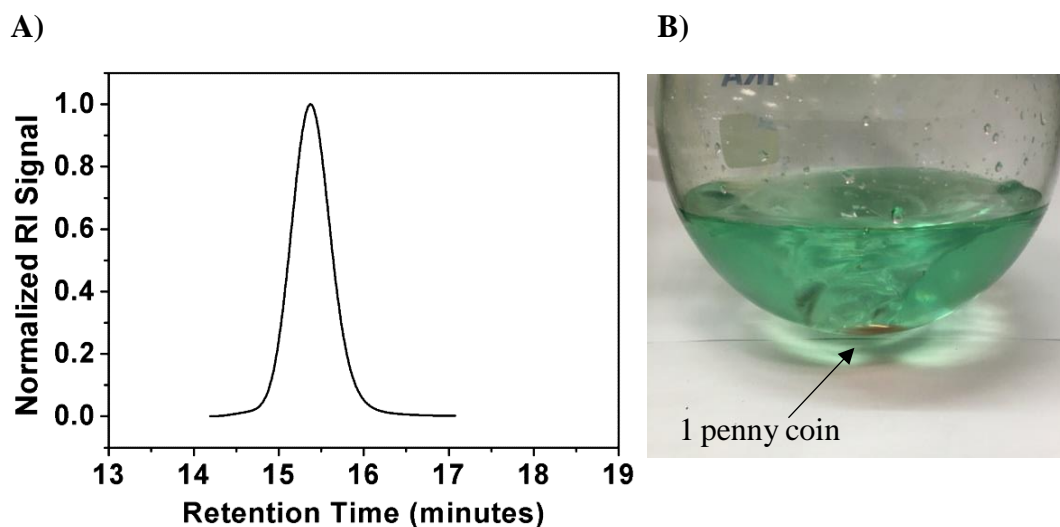 A)
B)
Normalized RI Signal
1.0
0.8
0.6
0.4
0.2
0.0
13 14 15 16 17 18 19
Retention Time (minutes)
IKA
1 penny coin